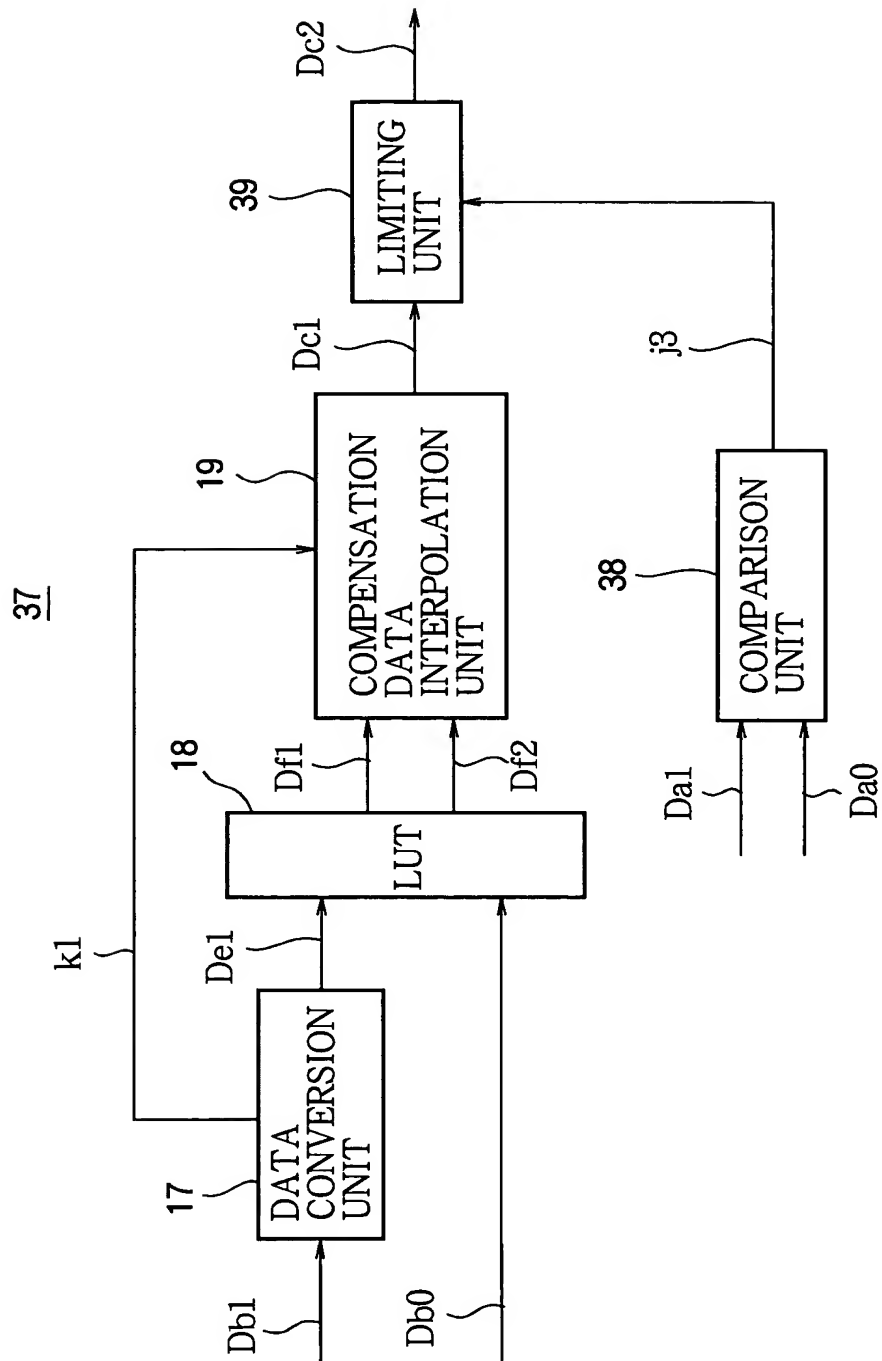 37
Db1
17
DATA
CONVERSION
UNIT
k1
De1
Db0
18
LUT
Df1
Df2
19
COMPENSATION
DATA
INTERPOLATION
UNIT
Dc1
39
LIMITING
UNIT
Dc2
Da1
Da0
38
COMPARISON
UNIT
j3